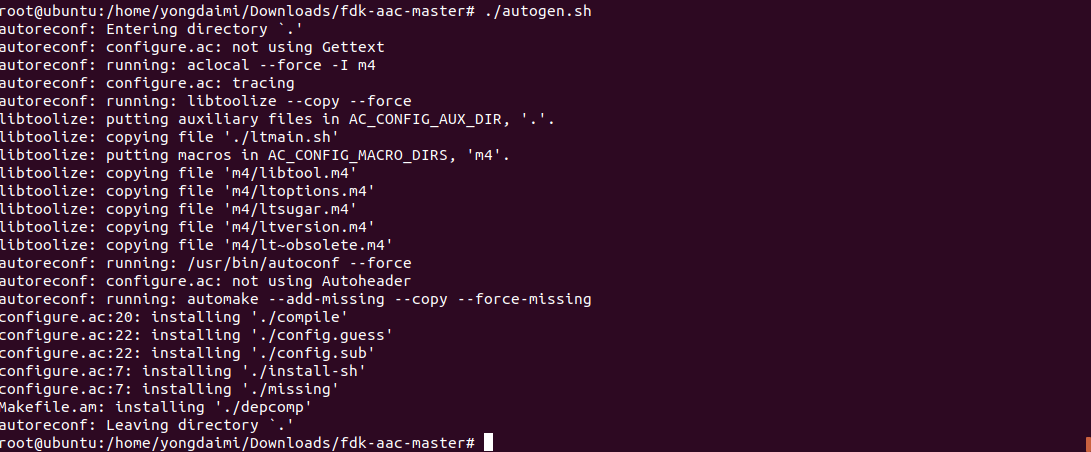 root@ubuntu:/home/yongdaimi/Downloads/fdk-aac-master# ./autogen.sh
autoreconf: Entering directory `.'
autoreconf: configure.ac: not using Gettext
autoreconf: running: aclocal --force -I m4
autoreconf: configure.ac: tracing
autoreconf: running: libtoolize --copy --force
libtoolize: putting auxiliary files in AC_CONFIG_AUX_DIR, '.'.
libtoolize: copying file './ltmain.sh'
libtoolize: putting macros in AC_CONFIG_MACRO_DIRS, 'm4'.
libtoolize: copying file 'm4/libtool.m4'
libtoolize: copying file 'm4/ltoptions.m4'
libtoolize: copying file 'm4/ltsugar.m4'
libtoolize: copying file 'm4/ltversion.m4'
libtoolize: copying file 'm4/lt~obsolete.m4'
autoreconf: running: /usr/bin/autoconf --force
autoreconf: configure.ac: not using Autoheader
autoreconf: running: automake --add-missing --copy --force-missing
configure.ac:20: installing './compile'
configure.ac:22: installing './config.guess'
configure.ac:22: installing './config.sub'
configure.ac:7: installing './install-sh'
configure.ac:7: installing './missing'
Makefile.am: installing './depcomp'
autoreconf: Leaving directory `.'
root@ubuntu:/home/yongdaimi/Downloads/fdk-aac-master#